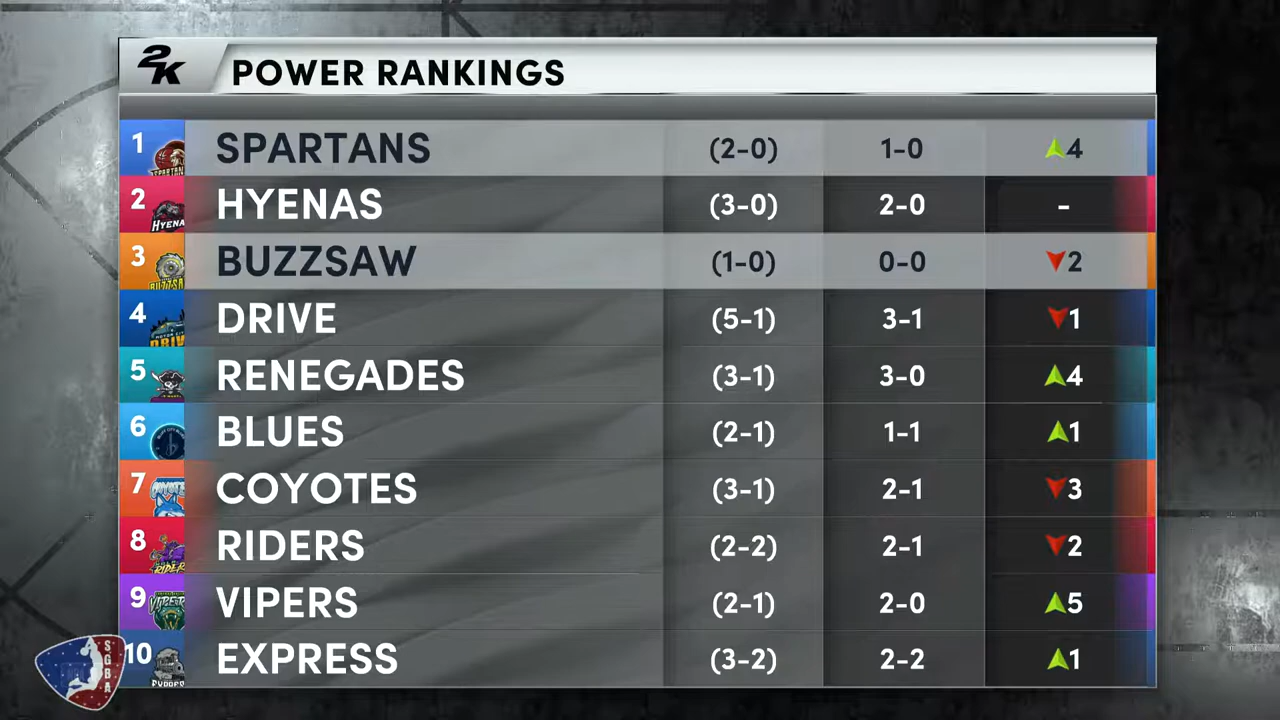 2K POWER RANKINGS
1 SPARTANS (2-0) 1-0 4
2 HYENAS (3-0) 2-0 -
3 BUZZSAW (1-0) 0-0 2
4 DRIVE (5-1) 3-1 1
5 RENEGADES (3-1) 3-0 4
6 BLUES (2-1) 1-1 1
7 COYOTES (3-1) 2-1 3
8 RIDERS (2-2) 2-1 2
9 VIPERS (2-1) 2-0 5
10 EXPRESS (3-2) 2-2 1
SGBA